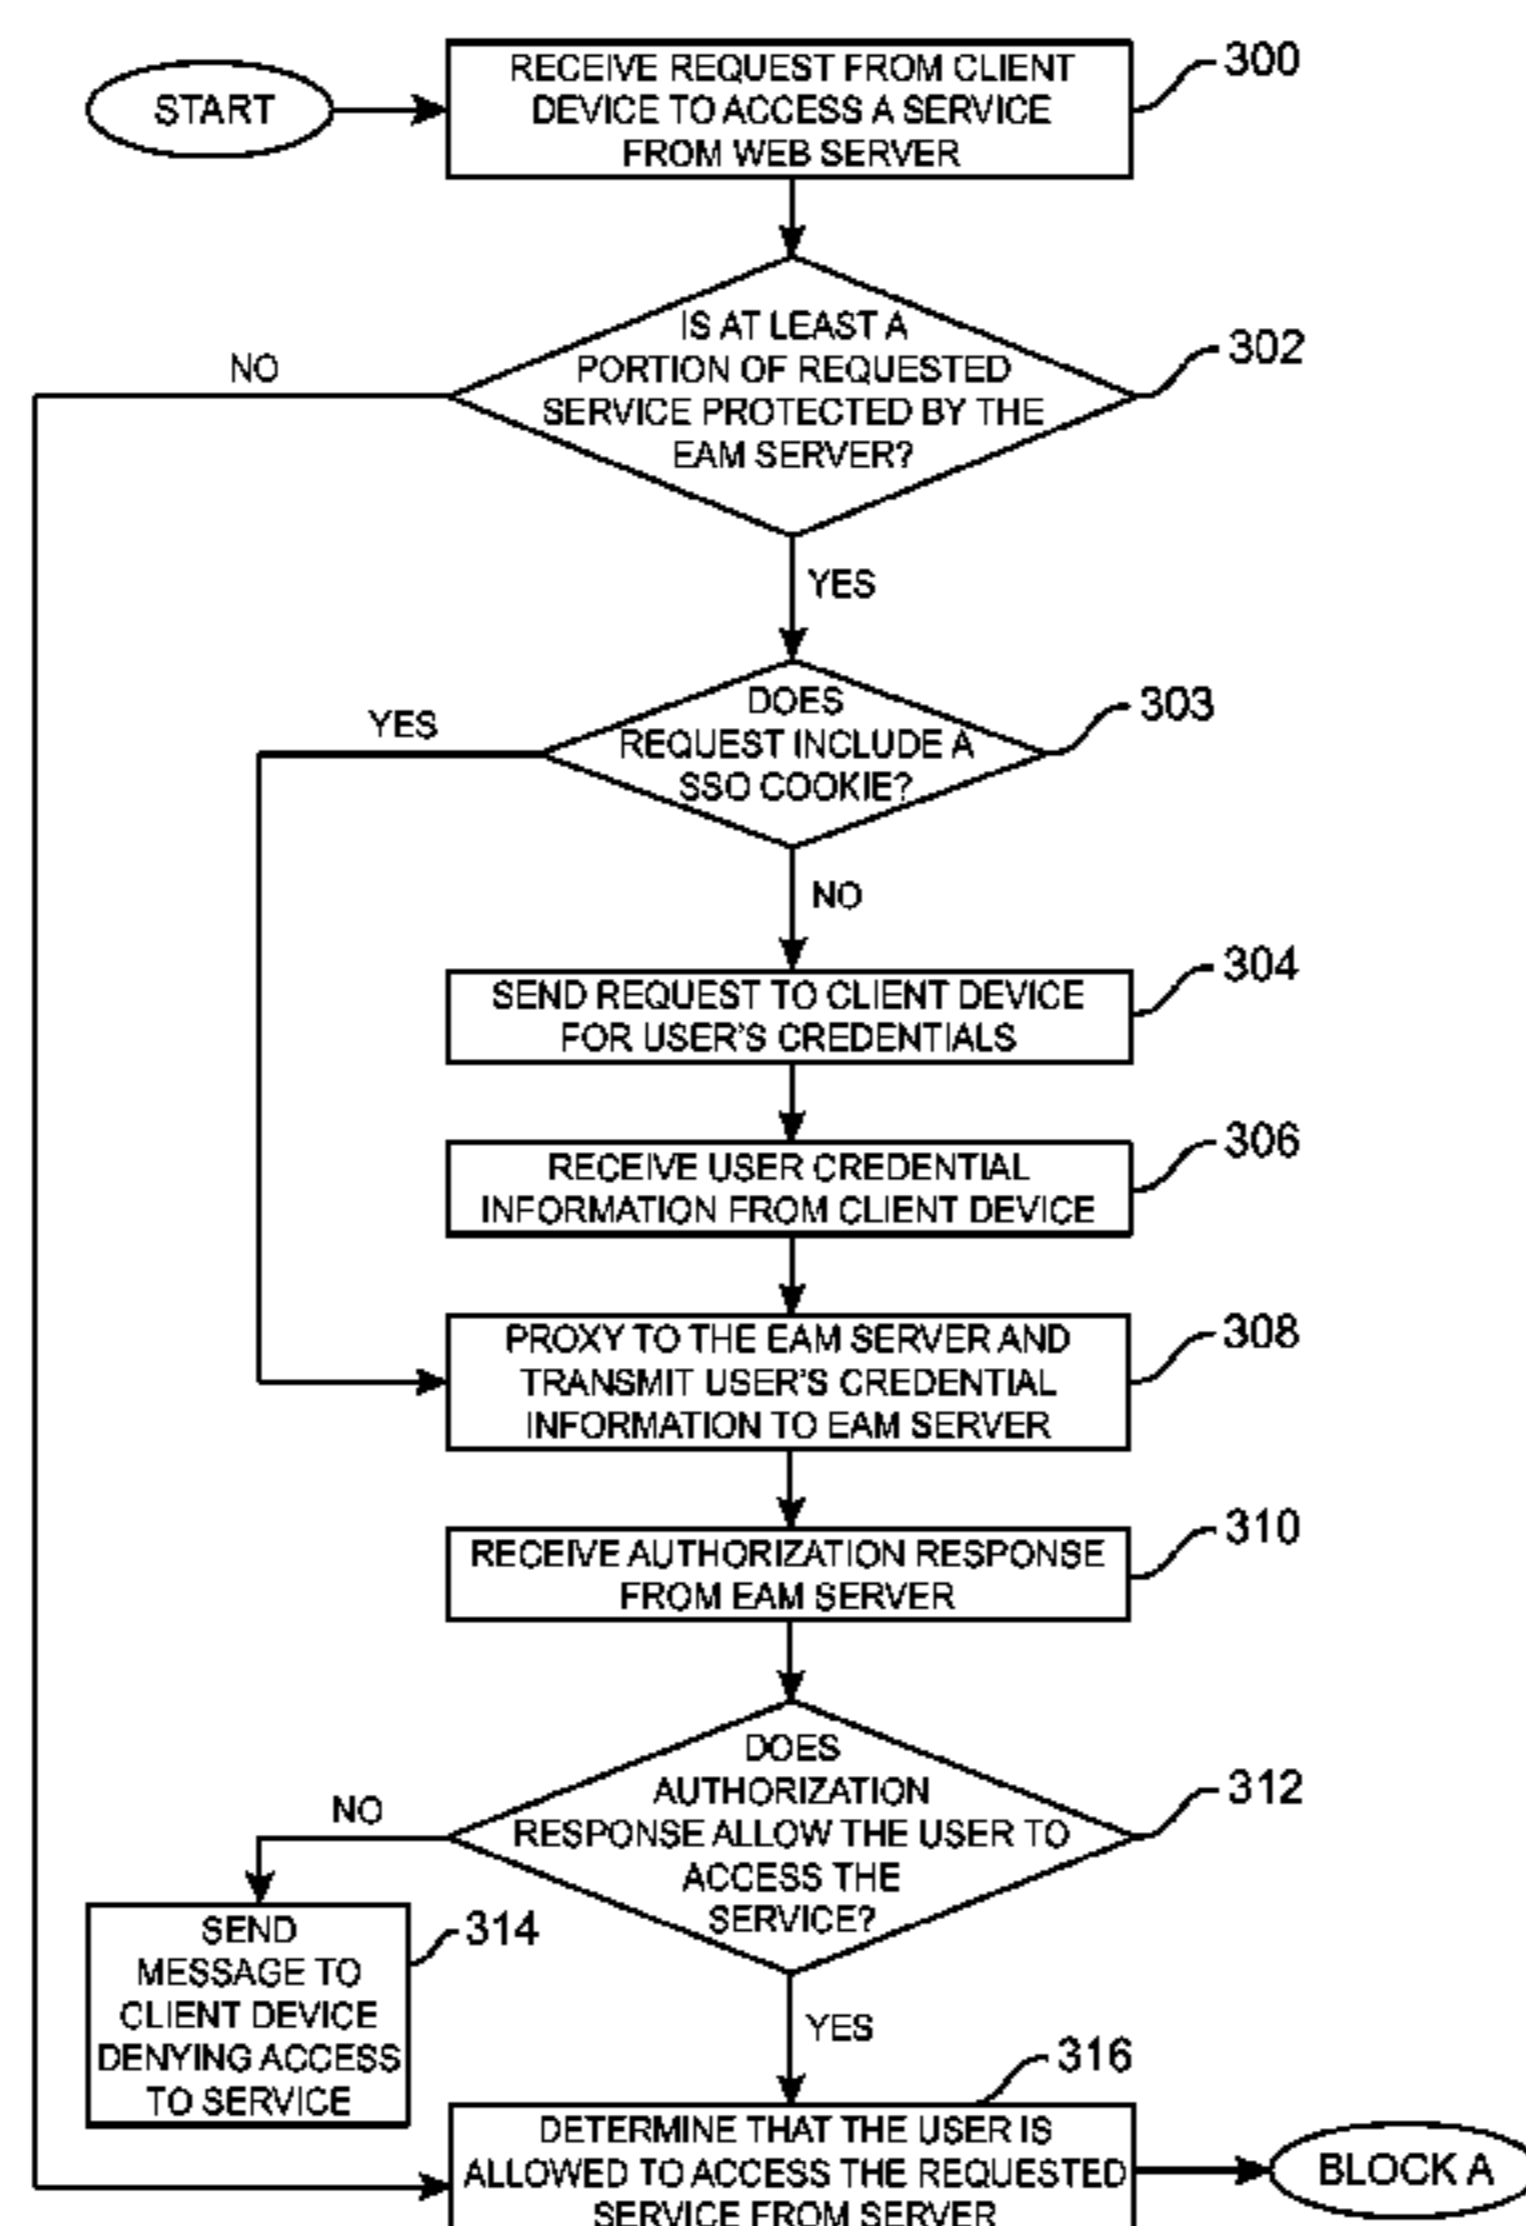 START
RECEIVE REQUEST FROM CLIENT
DEVICE TO ACCESS A SERVICE
FROM WEB SERVER
300
IS AT LEAST A
PORTION OF REQUESTED
SERVICE PROTECTED BY THE
EAM SERVER?
302
NO
YES
DOES
REQUEST INCLUDE A
SSO COOKIE?
303
YES
NO
SEND REQUEST TO CLIENT DEVICE
FOR USER'S CREDENTIALS
304
RECEIVE USER CREDENTIAL
INFORMATION FROM CLIENT DEVICE
306
PROXY TO THE EAM SERVER AND
TRANSMIT USER'S CREDENTIAL
INFORMATION TO EAM SERVER
308
RECEIVE AUTHORIZATION RESPONSE
FROM EAM SERVER
310
DOES
AUTHORIZATION
RESPONSE ALLOW THE USER TO
ACCESS THE
SERVICE?
312
NO
SEND
MESSAGE TO
CLIENT DEVICE
DENYING ACCESS
TO SERVICE
314
YES
316
DETERMINE THAT THE USER IS
ALLOWED TO ACCESS THE REQUESTED
SERVICE FROM SERVER
BLOCK A